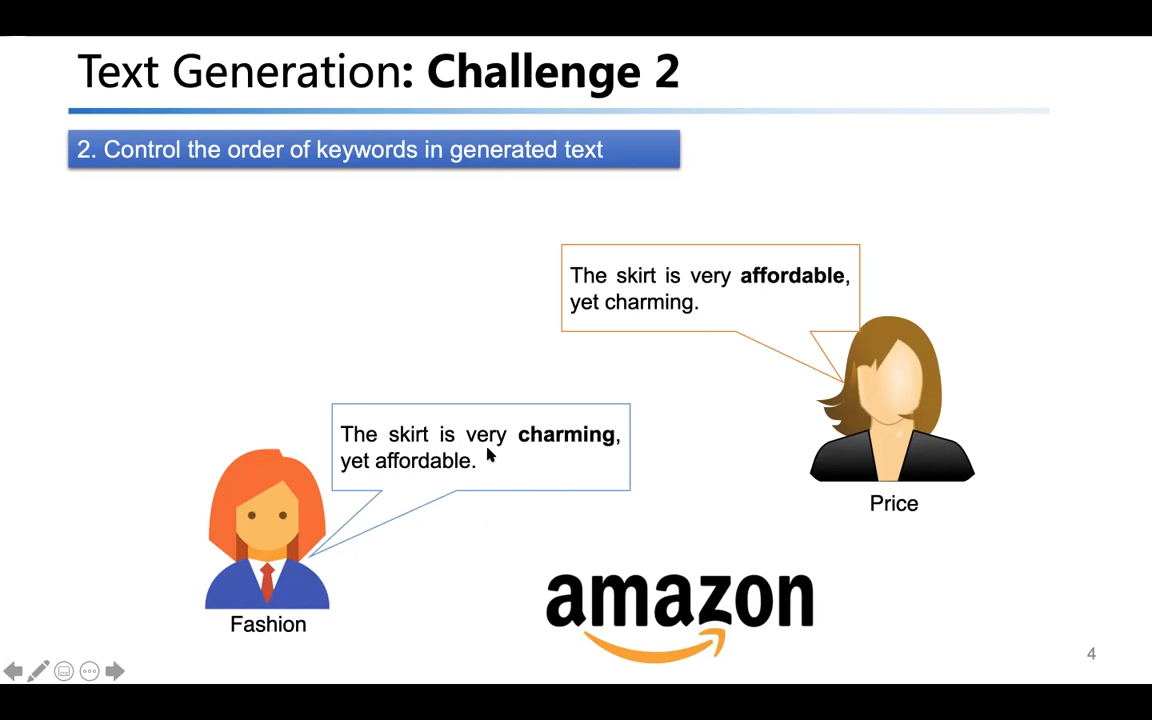 Text Generation: Challenge 2
2. Control the order of keywords in generated text
The skirt is very affordable,
yet charming.
The skirt is very charming,
yet affordable.
Price
Fashion
amazon
4